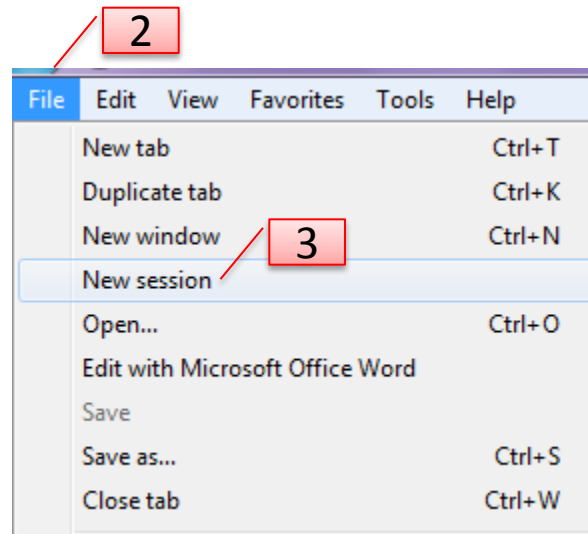 2
File Edit View Favorites Tools Help
New tab Ctrl+T
Duplicate tab Ctrl+K
New window Ctrl+N
3
New session
Open... Ctrl+O
Edit with Microsoft Office Word
Save
Save as... Ctrl+S
Close tab Ctrl+W